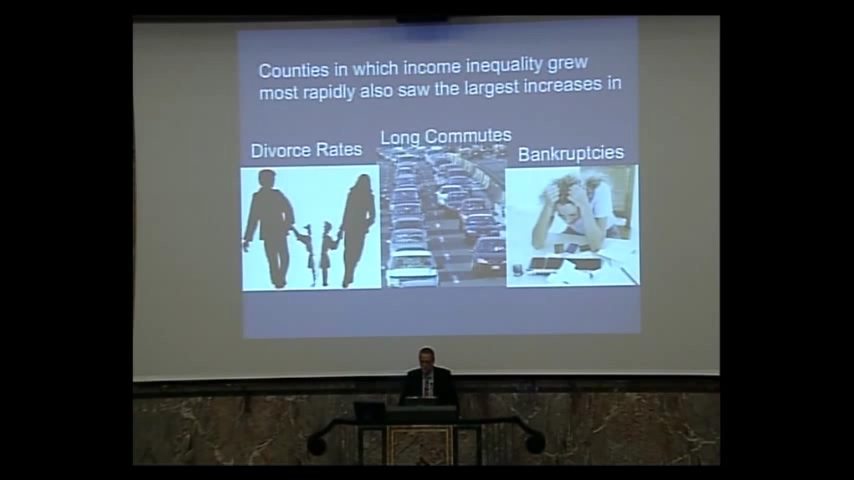 Counties in which income inequality grew
most rapidly also saw the largest increases in
Divorce Rates
Long Commutes
Bankruptcies